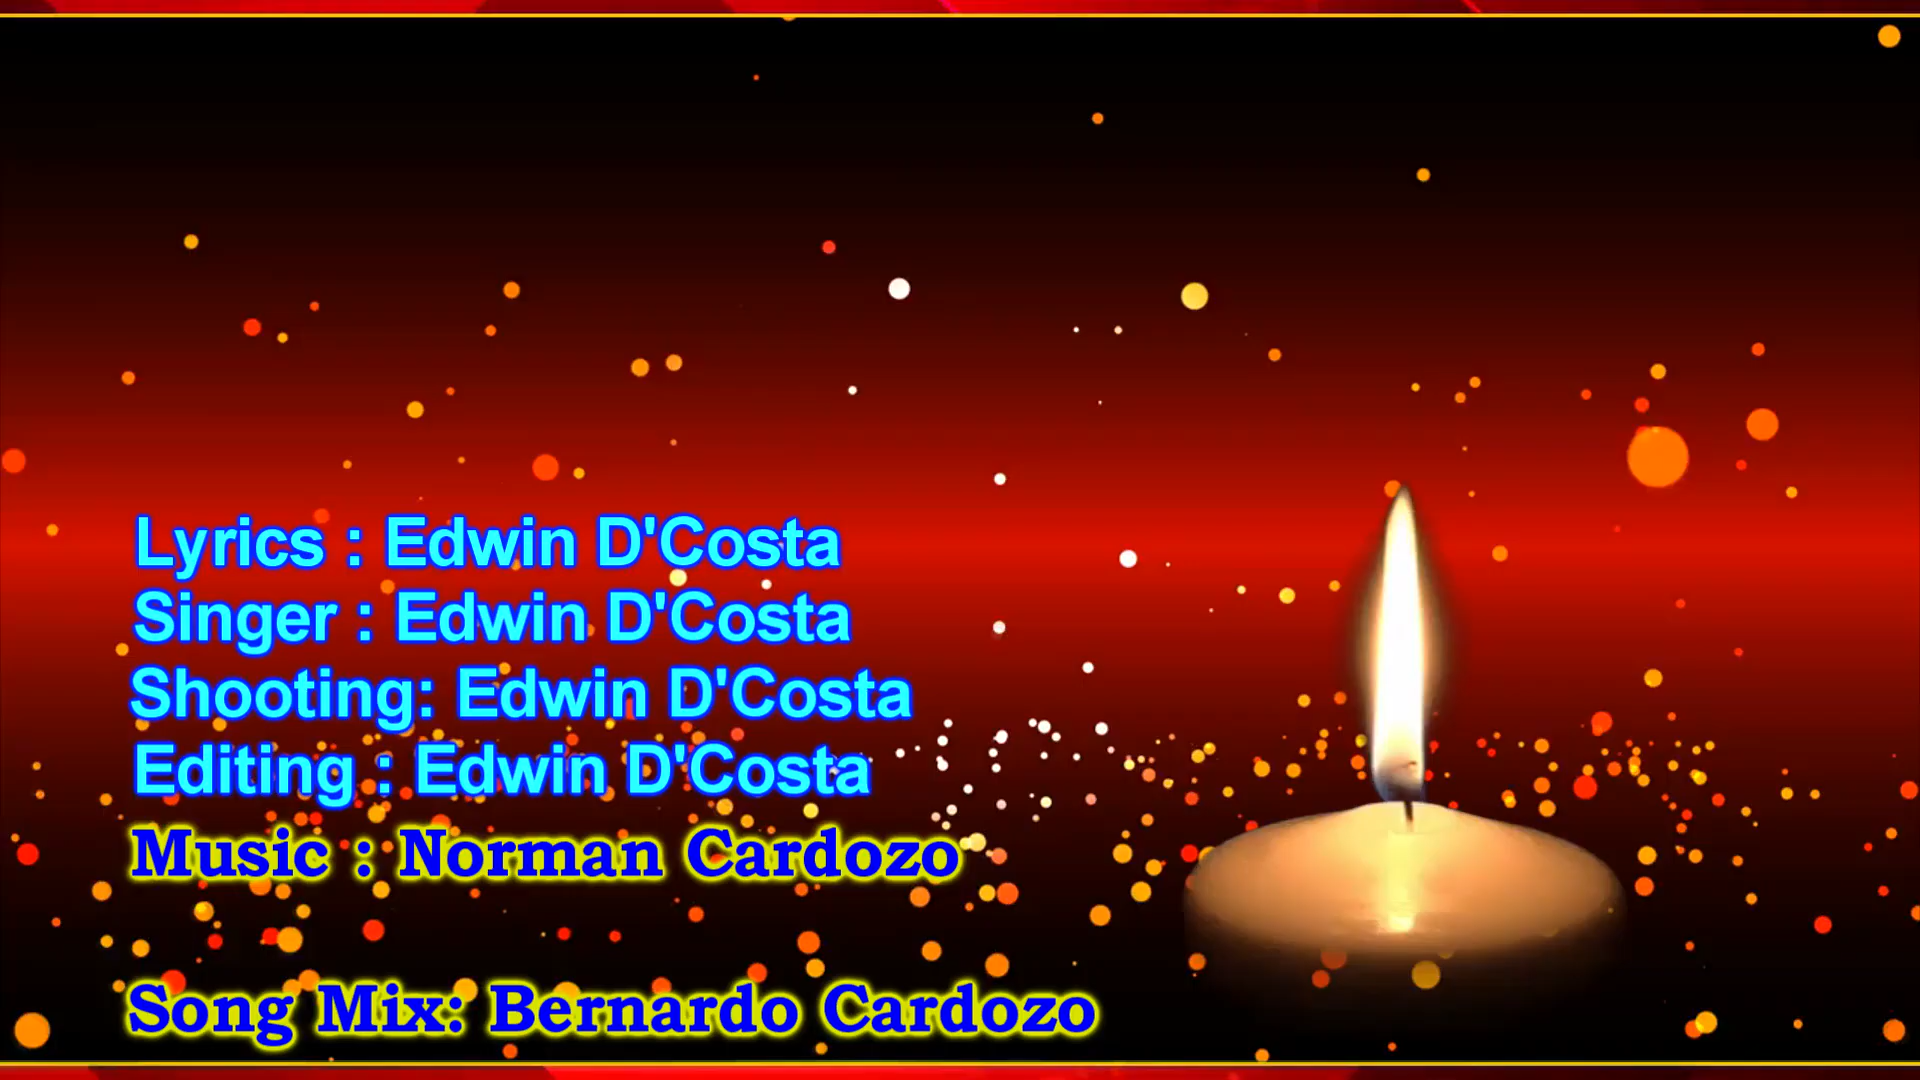 Lyrics : Edwin D'Costa
Singer : Edwin D'Costa
Shooting: Edwin D'Costa
Editing : Edwin D'Costa
Music : Norman Cardozo
Song Mix: Bernardo Cardozo